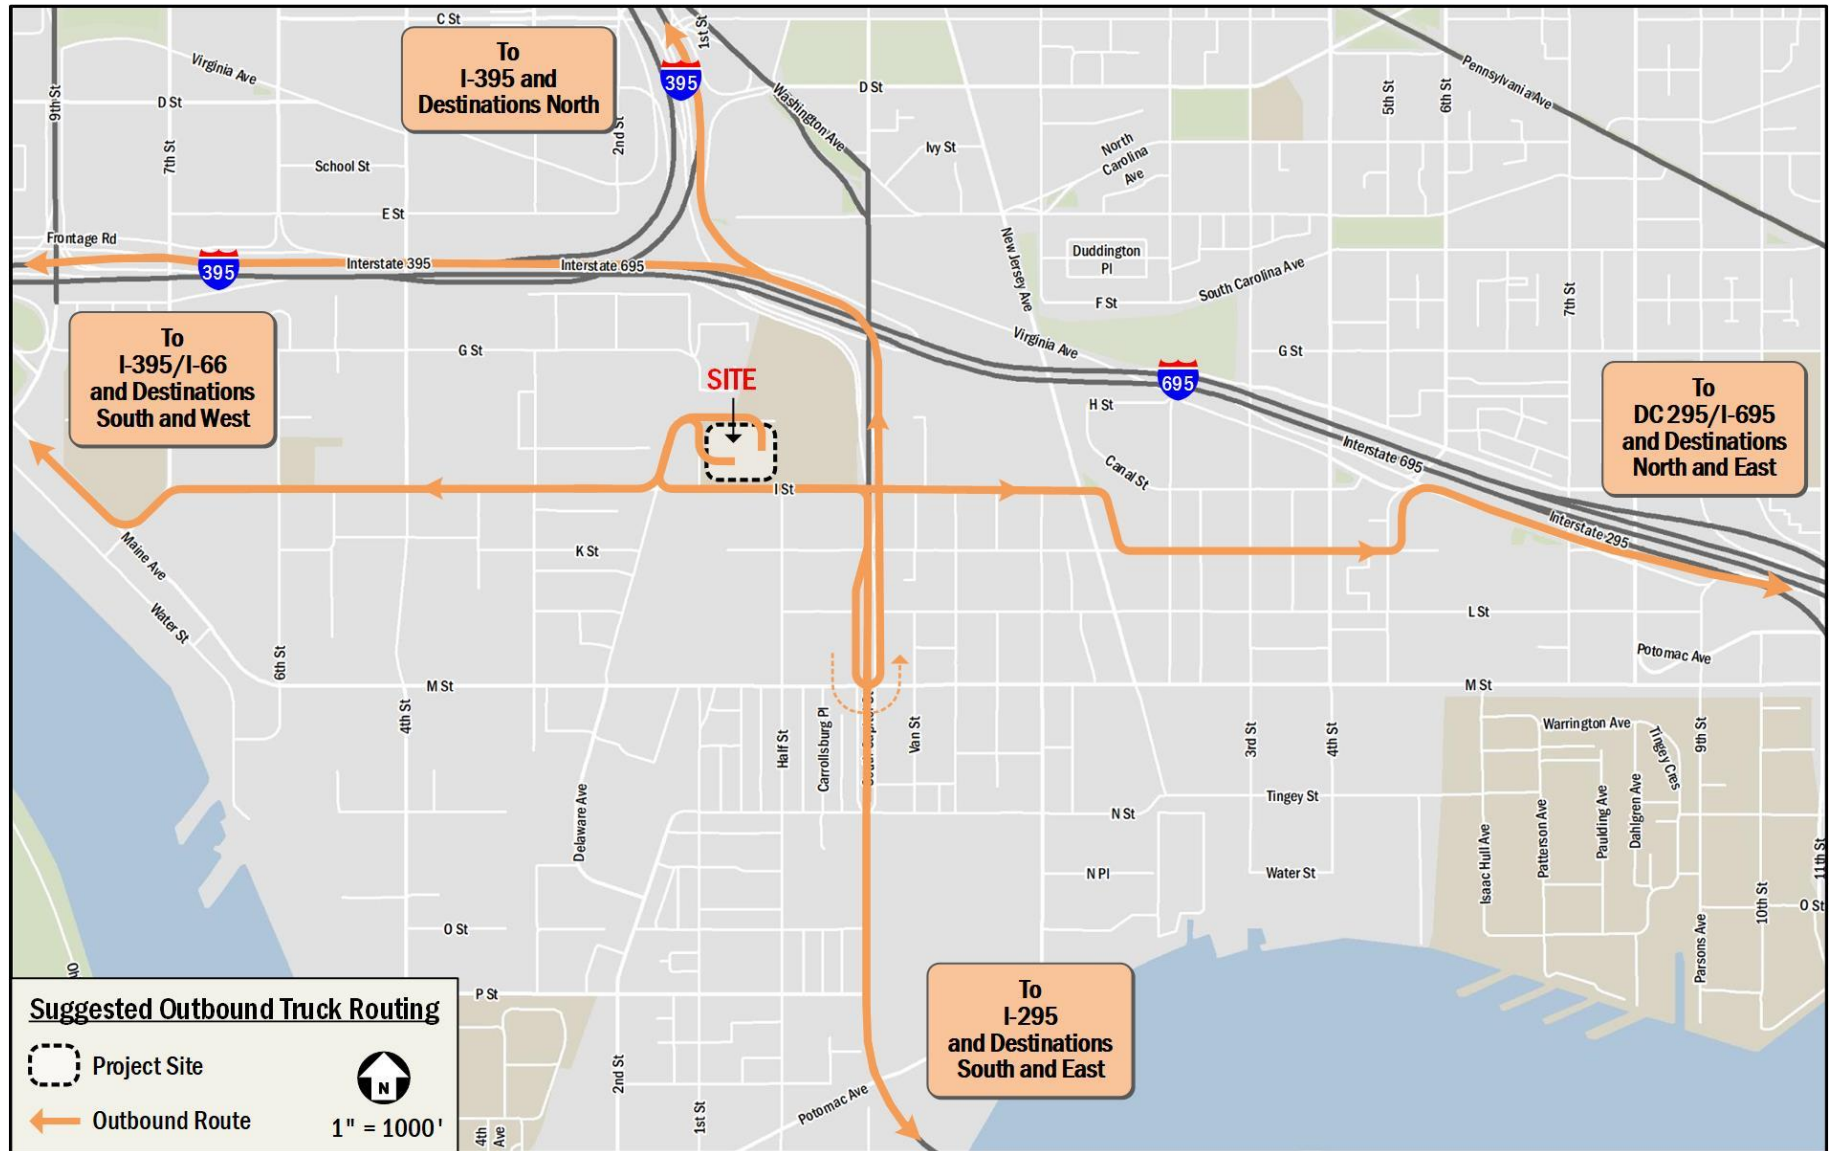 C St
To
I-395 and
Destinations North
395
1st St
Virginia Ave
9th St
D St
7th St
School St
2nd St
E St
Washington Ave
D St
Ivy St
North
Carolina
Ave
5th St
6th St
Pennsylvania Ave
Frontage Rd
395
Interstate 395
Interstate 695
New Jersey Ave
Duddington
Pl
South Carolina Ave
F St
7th St
To
I-395/I-66
and Destinations
South and West
G St
SITE
Virginia Ave
G St
695
H St
To
DC 295/I-695
and Destinations
North and East
Interstate 695
Canal St
I St
Interstate 295
Maine Ave
K St
Water St
L St
6th St
Potomac Ave
M St
M St
4th St
Half St
Carrollsburg Pl
Van St
3rd St
4th St
Warrington Ave
Tingey Cres
9th St
Delaware Ave
N St
Tingey St
Isaac Hull Ave
Patterson Ave
Paulding Ave
Dahlgren Ave
11th St
N Pl
Water St
10th St
O St
O St
Parsons Ave
P St
To
I-295
and Destinations
South and East
2nd St
1st St
Potomac Ave
4th
Ave
Suggested Outbound Truck Routing
Project Site
N
Outbound Route
1" = 1000'